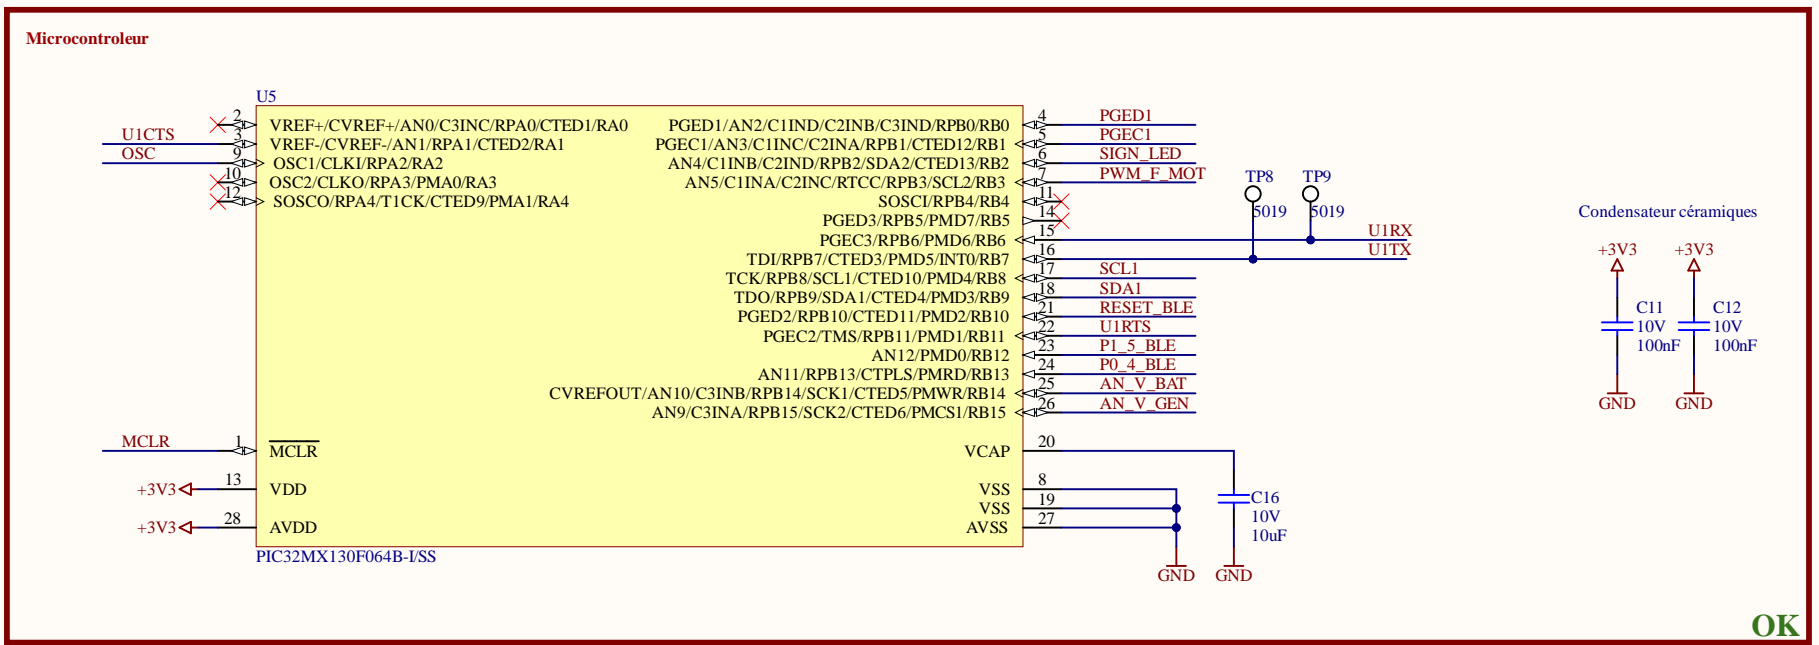 Microcontroleur
U5
2 VREF+/CVREF+/AN0/C3INC/RPA0/CTED1/RA0
U1CTS 3 VREF-/CVREF-/AN1/RPA1/CTED2/RA1
OSC 9 OSC1/CLKI/RPA2/RA2
10 OSC2/CLKO/RPA3/PMA0/RA3
12 SOSCO/RPA4/T1CK/CTED9/PMA1/RA4
MCLR 1 MCLR
+3V3 13 VDD
+3V3 28 AVDD
PGED1/AN2/C1IND/C2INB/C3IND/RPB0/RB0 4 PGED1
PGEC1/AN3/C1INC/C2INA/RPB1/CTED12/RB1 5 PGEC1
AN4/C1INB/C2IND/RPB2/SDA2/CTED13/RB2 6 SIGN_LED
AN5/C1INA/C2INC/RTCC/RPB3/SCL2/RB3 7 PWM_F_MOT
SOSCI/RPB4/RB4 11
PGED3/RPB5/PMD7/RB5 14
PGEC3/RPB6/PMD6/RB6 15 U1RX
TDI/RPB7/CTED3/PMD5/INT0/RB7 16 U1TX
TCK/RPB8/SCL1/CTED10/PMD4/RB8 17 SCL1
TDO/RPB9/SDA1/CTED4/PMD3/RB9 18 SDA1
PGED2/RPB10/CTED11/PMD2/RB10 21 RESET_BLE
PGEC2/TMS/RPB11/PMD1/RB11 22 U1RTS
AN12/PMD0/RB12 23 P1_5_BLE
AN11/RPB13/CTPLS/PMRD/RB13 24 P0_4_BLE
CVREFOUT/AN10/C3INB/RPB14/SCK1/CTED5/PMWR/RB14 25 AN_V_BAT
AN9/C3INA/RPB15/SCK2/CTED6/PMCS1/RB15 26 AN_V_GEN
VCAP 20
VSS 8
VSS 19
AVSS 27
PIC32MX130F064B-I/SS
TP8
5019
TP9
5019
C16
10V
10uF
GND
GND
Condensateur céramiques
+3V3
C11
10V
100nF
GND
+3V3
C12
10V
100nF
GND
OK